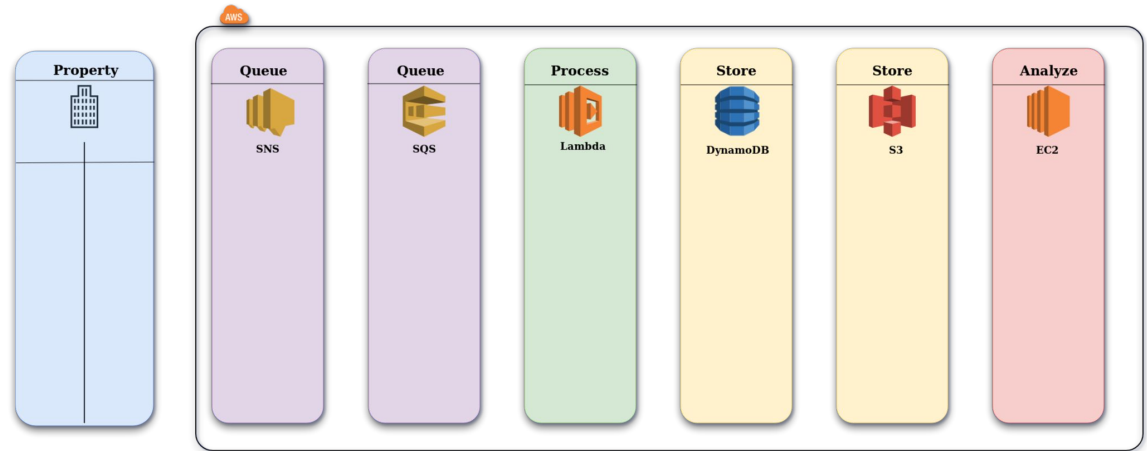 AWS
Property
Queue
Queue
Process
Store
Store
Analyze
SNS
SQS
Lambda
DynamoDB
S3
EC2